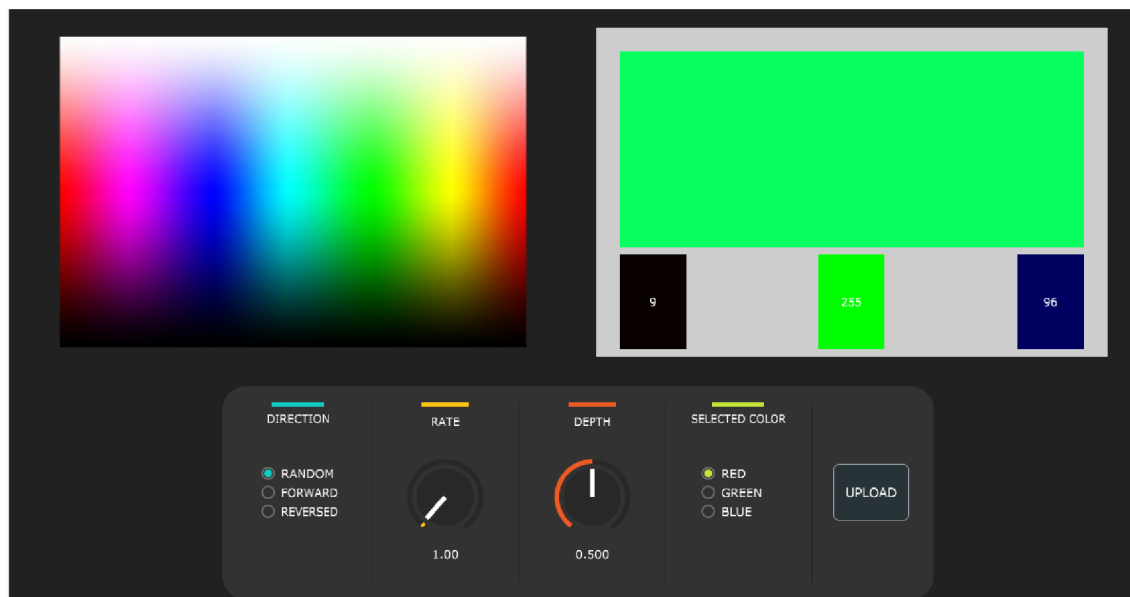 9
255
96
DIRECTION
RANDOM
FORWARD
REVERSED
RATE
1.00
DEPTH
0.500
SELECTED COLOR
RED
GREEN
BLUE
UPLOAD